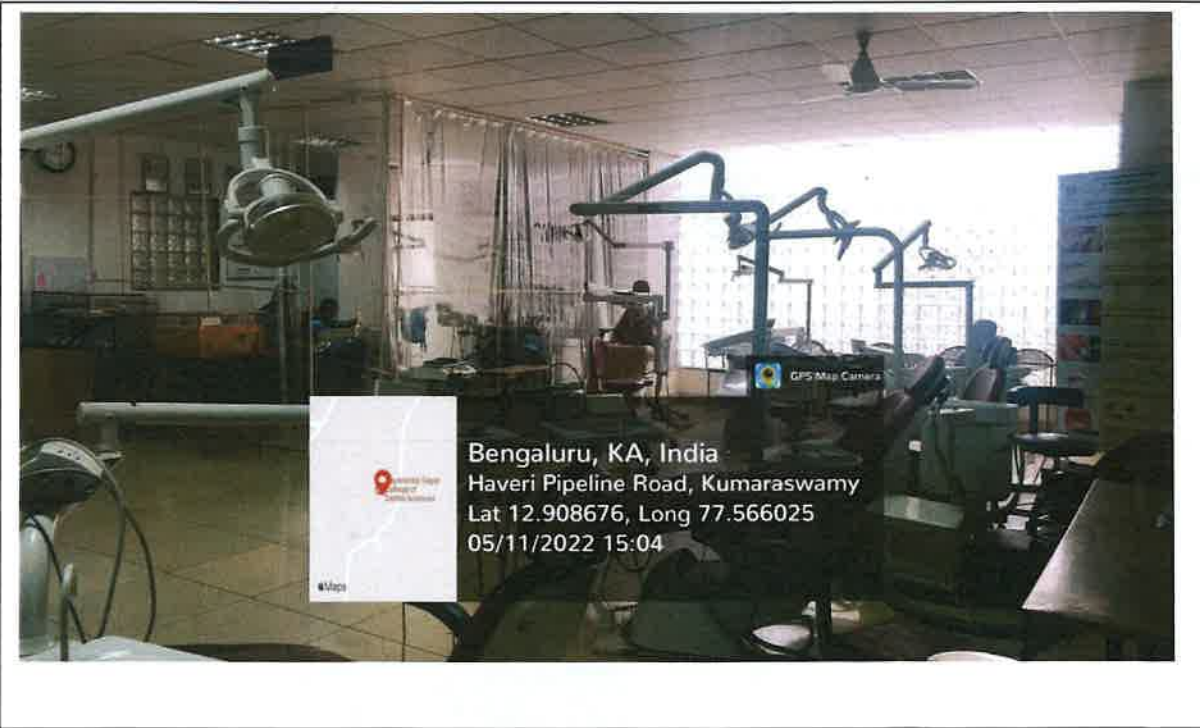 GPS Map Camera
Bengaluru, KA, India
Haveri Pipeline Road, Kumaraswamy
Lat 12.908676, Long 77.566025
05/11/2022 15:04
Maps